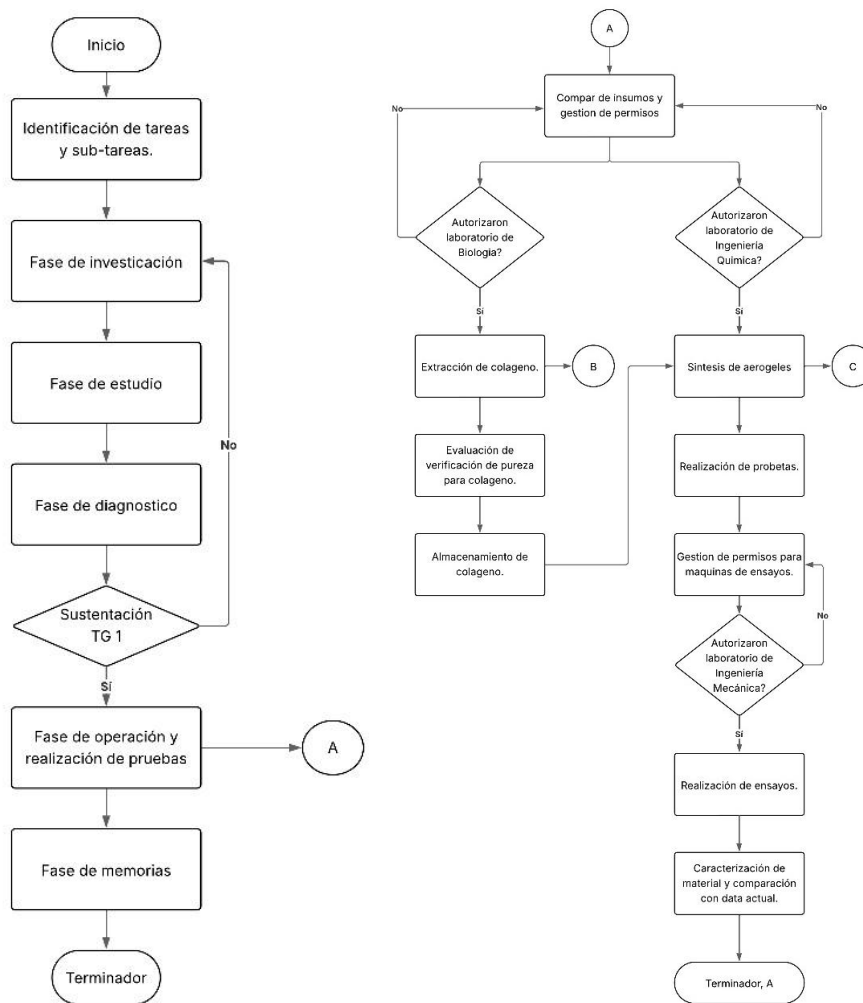 Inicio
Identificación de tareas
y sub-tareas.
Fase de investicación
Fase de estudio
Fase de diagnostico
No
Sustentación
TG 1
Sí
Fase de operación y
realización de pruebas
A
Fase de memorias
Terminador
A
Compar de insumos y
gestion de permisos
No
No
Autorizaron
laboratorio de
Biologia?
Autorizaron
laboratorio de
Ingeniería
Quimica?
Sí
Sí
Extracción de colageno.
B
Sintesis de aerogeles
C
Evaluación de
verificación de pureza
para colageno.
Realización de probetas.
Almacenamiento de
colageno.
Gestion de permisos para
maquinas de ensayos.
No
Autorizaron
laboratorio de
Ingeniería
Mecánica?
Sí
Realización de ensayos.
Caracterización de
material y comparación
con data actual.
Terminador, A